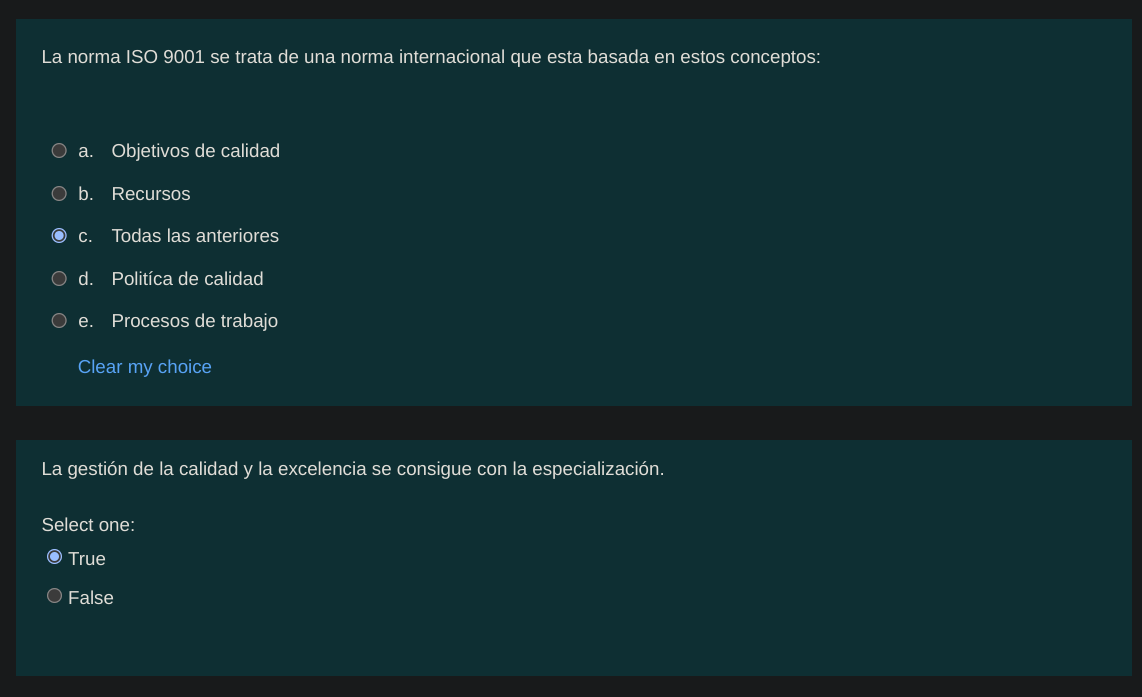 La norma ISO 9001 se trata de una norma internacional que esta basada en estos conceptos:
a. Objetivos de calidad
b. Recursos
c. Todas las anteriores
d. Politíca de calidad
e. Procesos de trabajo
Clear my choice
La gestión de la calidad y la excelencia se consigue con la especialización.
Select one:
True
False